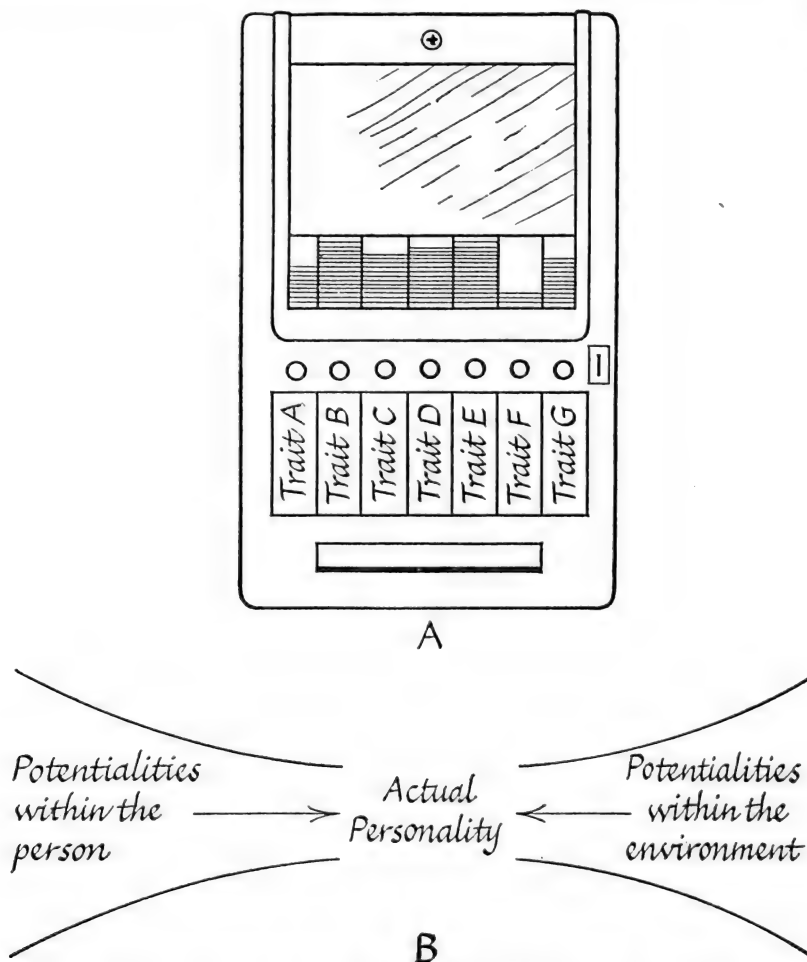 Trait A
Trait B
Trait C
Trait D
Trait E
Trait F
Trait G
A
Potentialities
within the
person
Actual
Personality
Potentialities
within the
environment
B